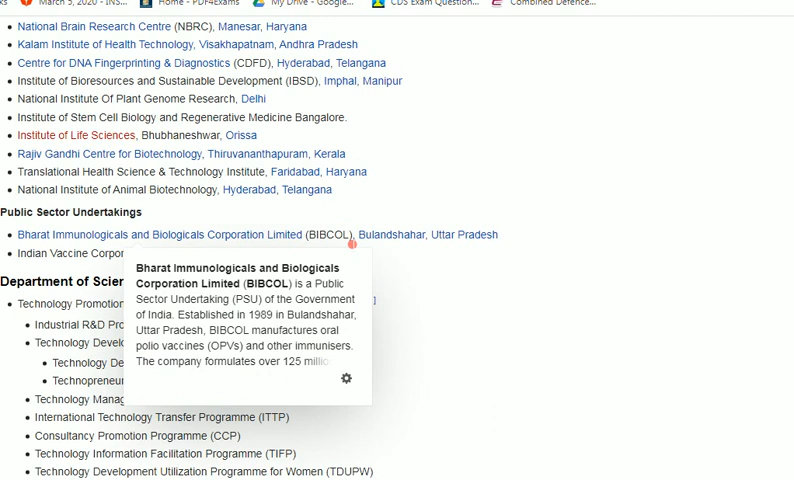 March 5, 2020 - INS...
Home - PDF4Exams
My Drive - Google...
CDS Exam Question...
Combined Defence...
National Brain Research Centre (NBRC), Manesar, Haryana
Kalam Institute of Health Technology, Visakhapatnam, Andhra Pradesh
Centre for DNA Fingerprinting & Diagnostics (CDFD), Hyderabad, Telangana
Institute of Bioresources and Sustainable Development (IBSD), Imphal, Manipur
National Institute Of Plant Genome Research, Delhi
Institute of Stem Cell Biology and Regenerative Medicine Bangalore.
Institute of Life Sciences, Bhubhaneshwar, Orissa
Rajiv Gandhi Centre for Biotechnology, Thiruvananthapuram, Kerala
Translational Health Science & Technology Institute, Faridabad, Haryana
National Institute of Animal Biotechnology, Hyderabad, Telangana
Public Sector Undertakings
Bharat Immunologicals and Biologicals Corporation Limited (BIBCOL), Bulandshahar, Uttar Pradesh
Indian Vaccine Corpor
Bharat Immunologicals and Biologicals
Corporation Limited (BIBCOL) is a Public
Sector Undertaking (PSU) of the Government
of India. Established in 1989 in Bulandshahar,
Uttar Pradesh, BIBCOL manufactures oral
polio vaccines (OPVs) and other immunisers.
The company formulates over 125 millio
Department of Scien
Technology Promotion
Industrial R&D Pro
Technology Develo
Technology De
Technopreneur
Technology Manag
International Technology Transfer Programme (ITTP)
Consultancy Promotion Programme (CCP)
Technology Information Facilitation Programme (TIFP)
Technology Development Utilization Programme for Women (TDUPW)